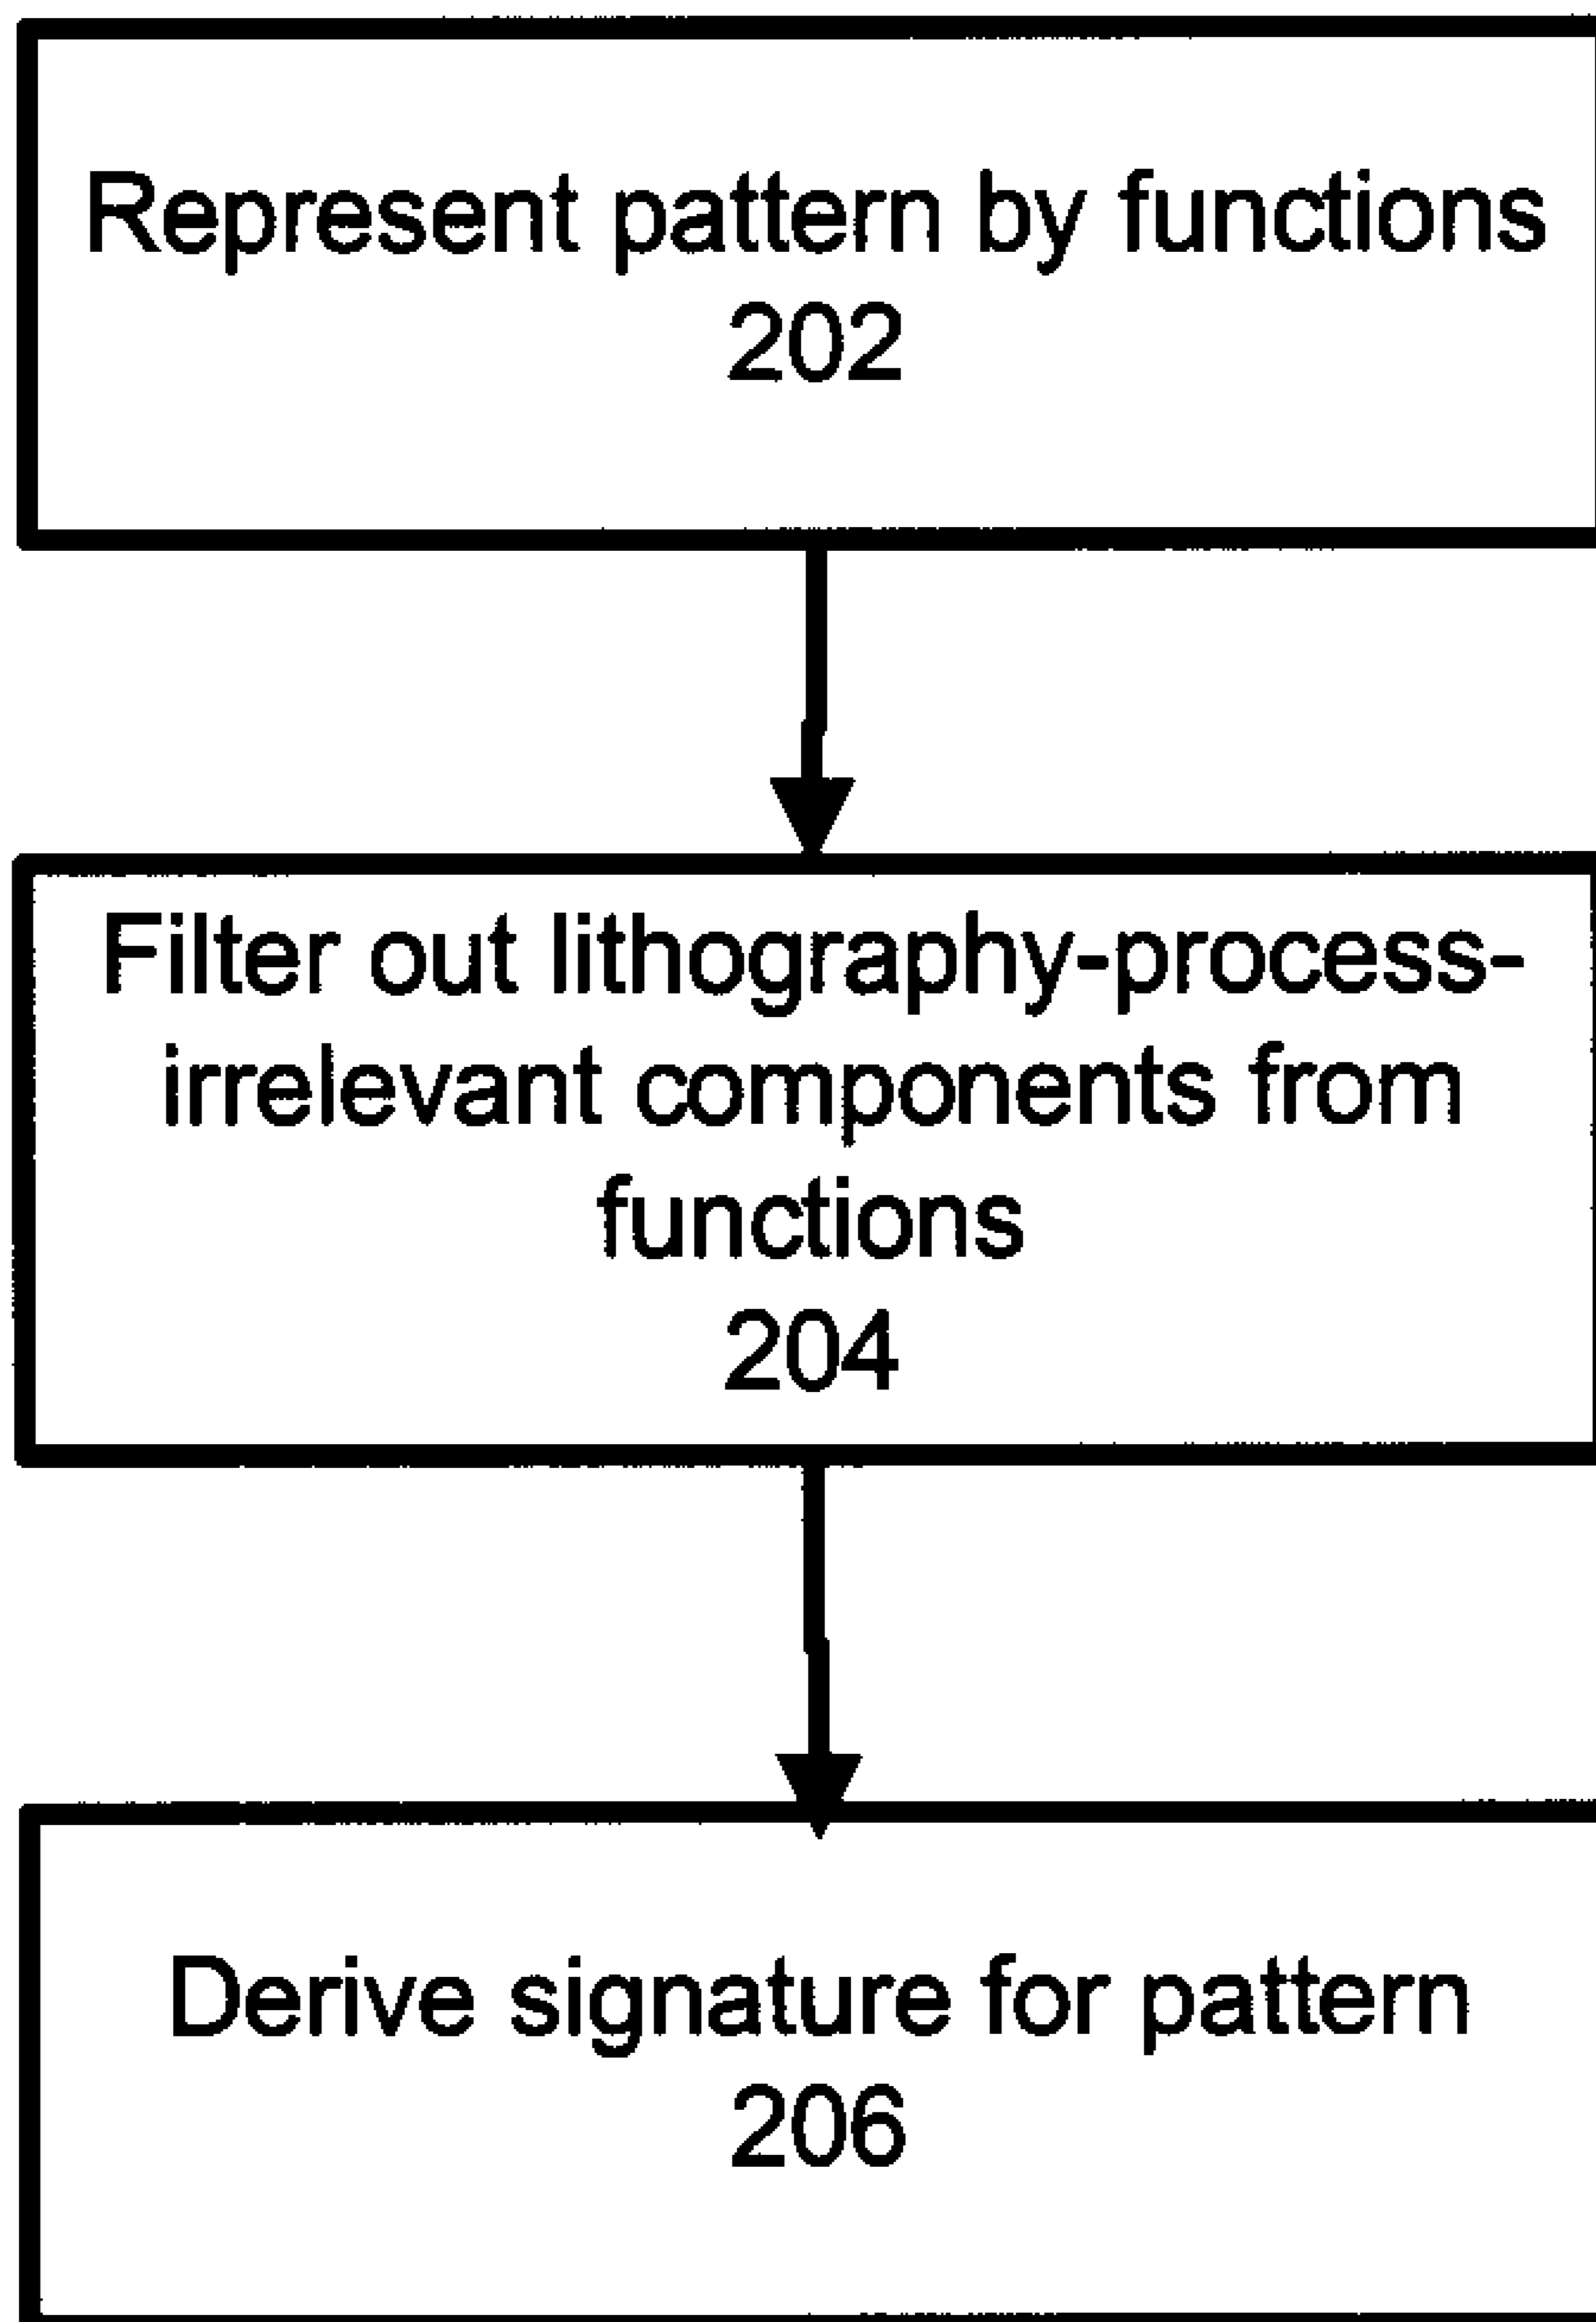 Represent pattern by functions
202
Filter out lithography-process-
irrelevant components from
functions
204
Derive signature for pattern
206